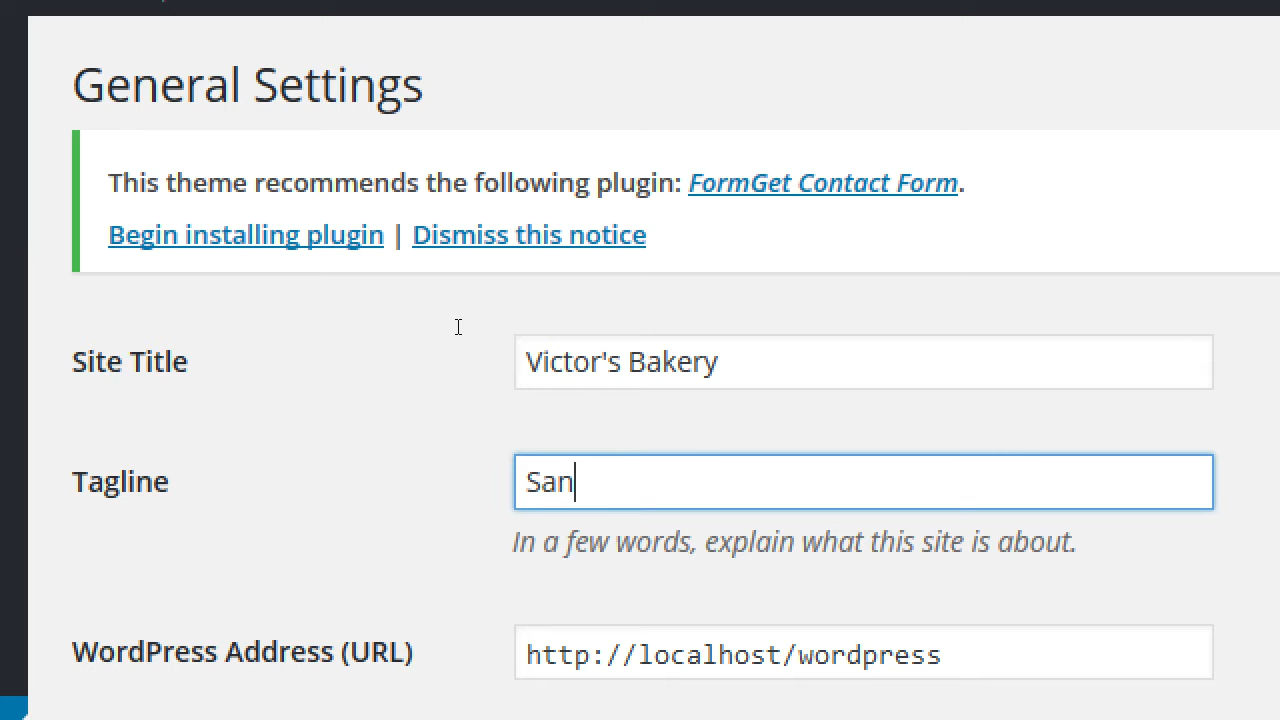 General Settings
This theme recommends the following plugin: FormGet Contact Form.
Begin installing plugin | Dismiss this notice
Site Title
Victor's Bakery
Tagline
San
In a few words, explain what this site is about.
WordPress Address (URL)
http://localhost/wordpress